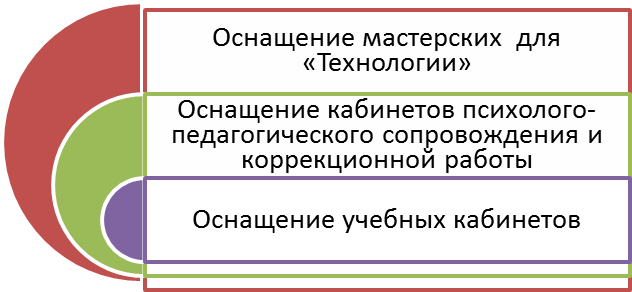 Оснащение мастерских для
«Технологии»
Оснащение кабинетов психолого-
педагогического сопровождения и
коррекционной работы
Оснащение учебных кабинетов